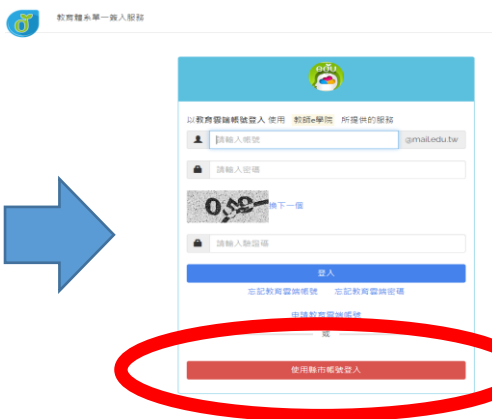 教育體系單一簽入服務
edu
以教育雲端帳號登入 使用 教師e學院 所提供的服務
請輸入帳號 @mail.edu.tw
請輸入密碼
換下一個
請輸入驗證碼
登入
忘記教育雲端帳號 忘記教育雲端密碼
申請教育雲端帳號
或
使用縣市帳號登入